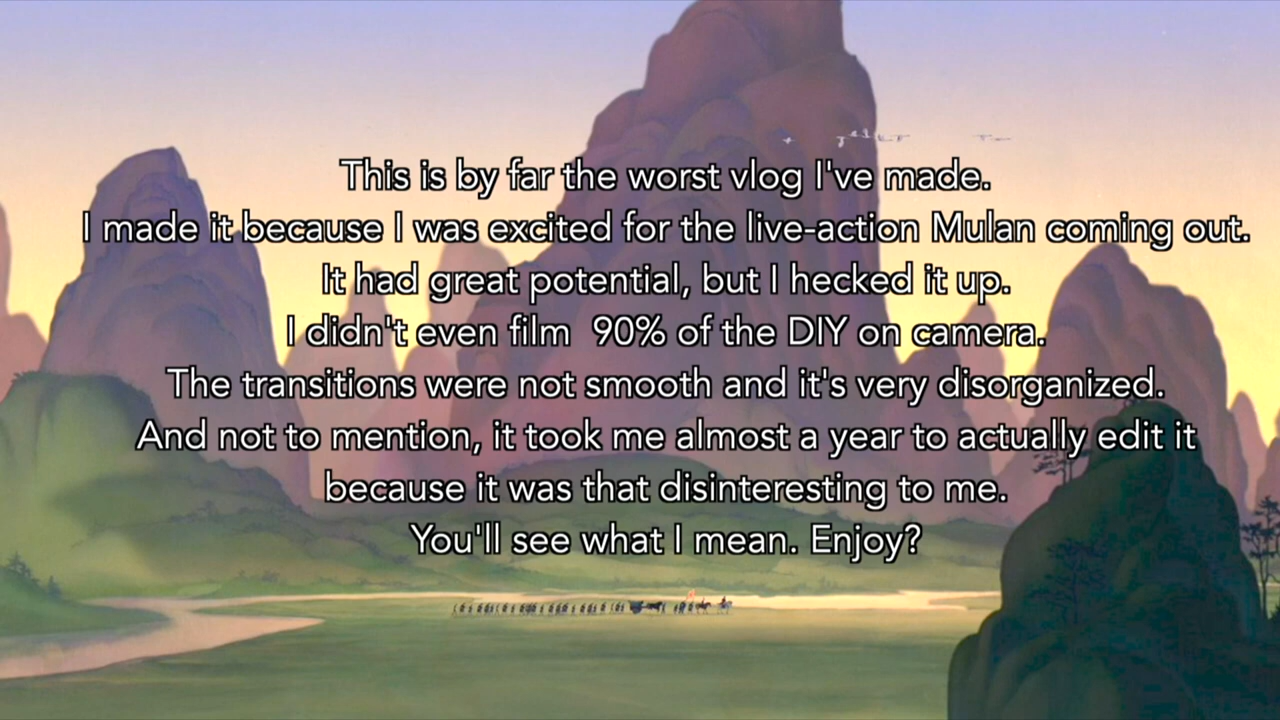 This is by far the worst vlog I've made.
I made it because I was excited for the live-action Mulan coming out.
It had great potential, but I hecked it up.
I didn't even film  90% of the DIY on camera.
The transitions were not smooth and it's very disorganized.
And not to mention, it took me almost a year to actually edit it
because it was that disinteresting to me.
You'll see what I mean. Enjoy?